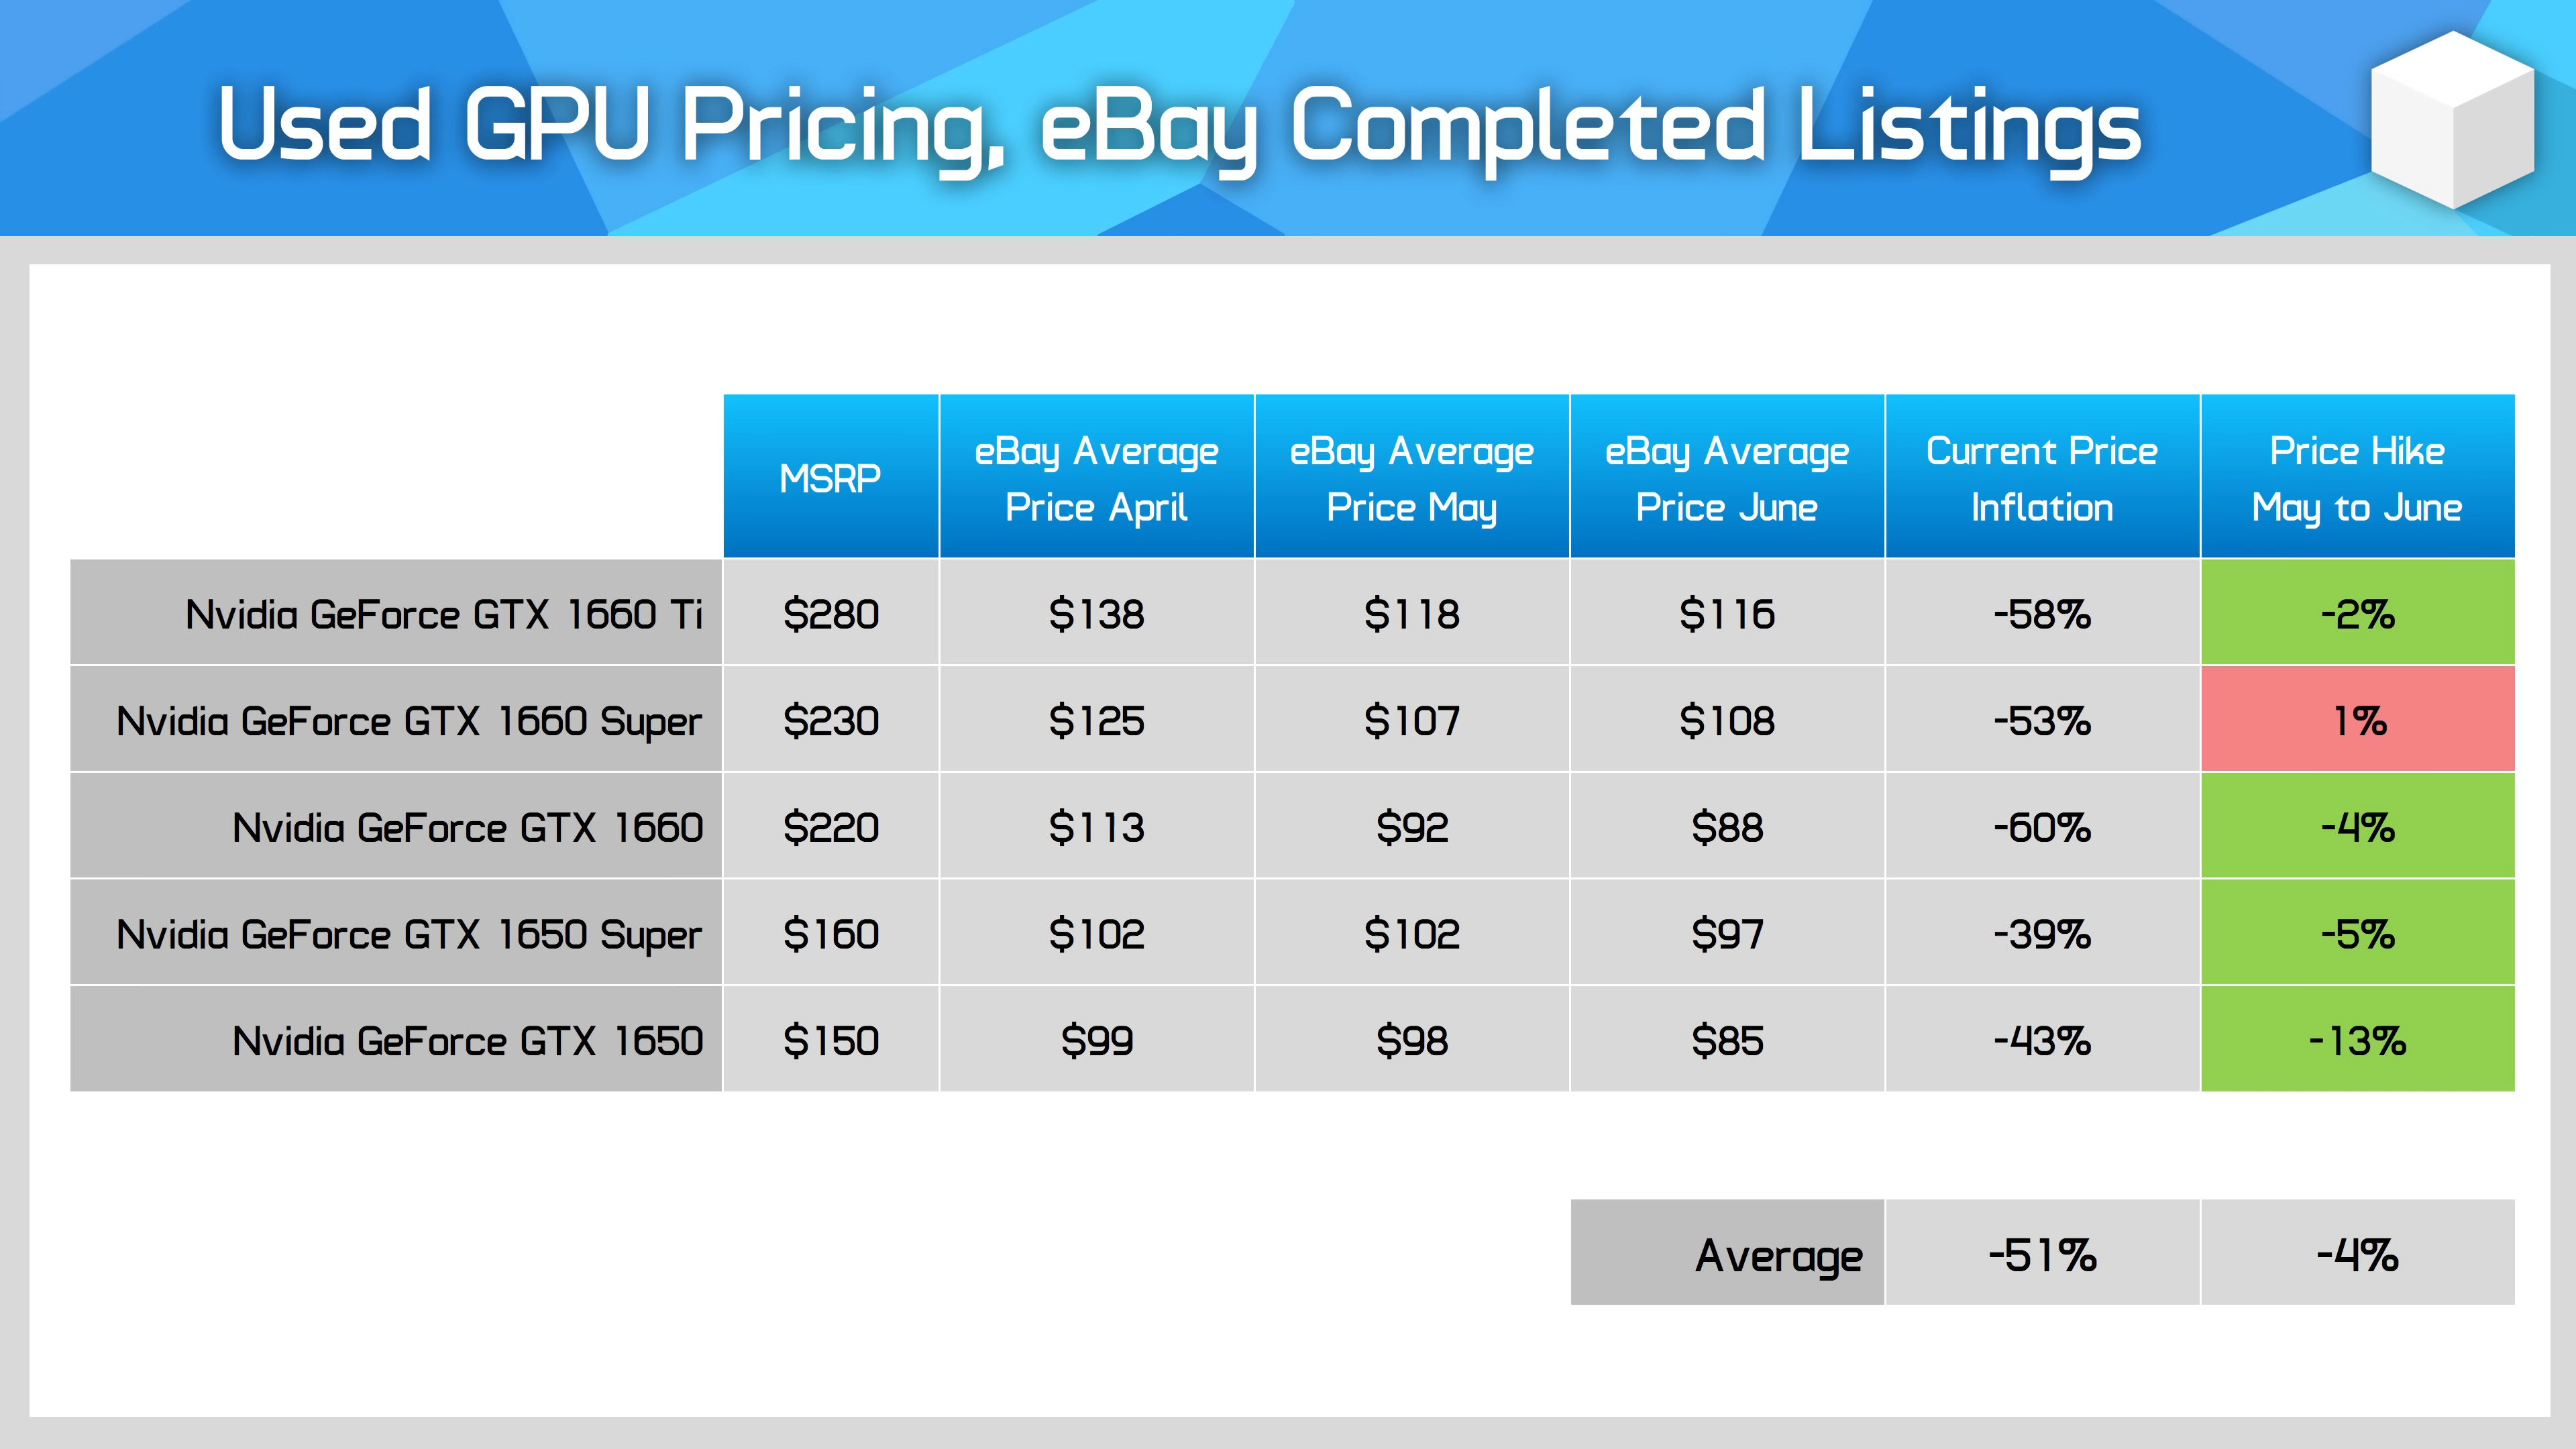 Used GPU Pricing, eBay Completed Listings
MSRP
eBay Average
Price April
eBay Average
Price May
eBay Average
Price June
Current Price
Inflation
Price Hike
May to June
Nvidia GeForce GTX 1660 Ti $280 $138 $118 $116 -58% -2%
Nvidia GeForce GTX 1660 Super $230 $125 $107 $108 -53% 1%
Nvidia GeForce GTX 1660 $220 $113 $92 $88 -60% -4%
Nvidia GeForce GTX 1650 Super $160 $102 $102 $97 -39% -5%
Nvidia GeForce GTX 1650 $150 $99 $98 $85 -43% -13%
Average -51% -4%